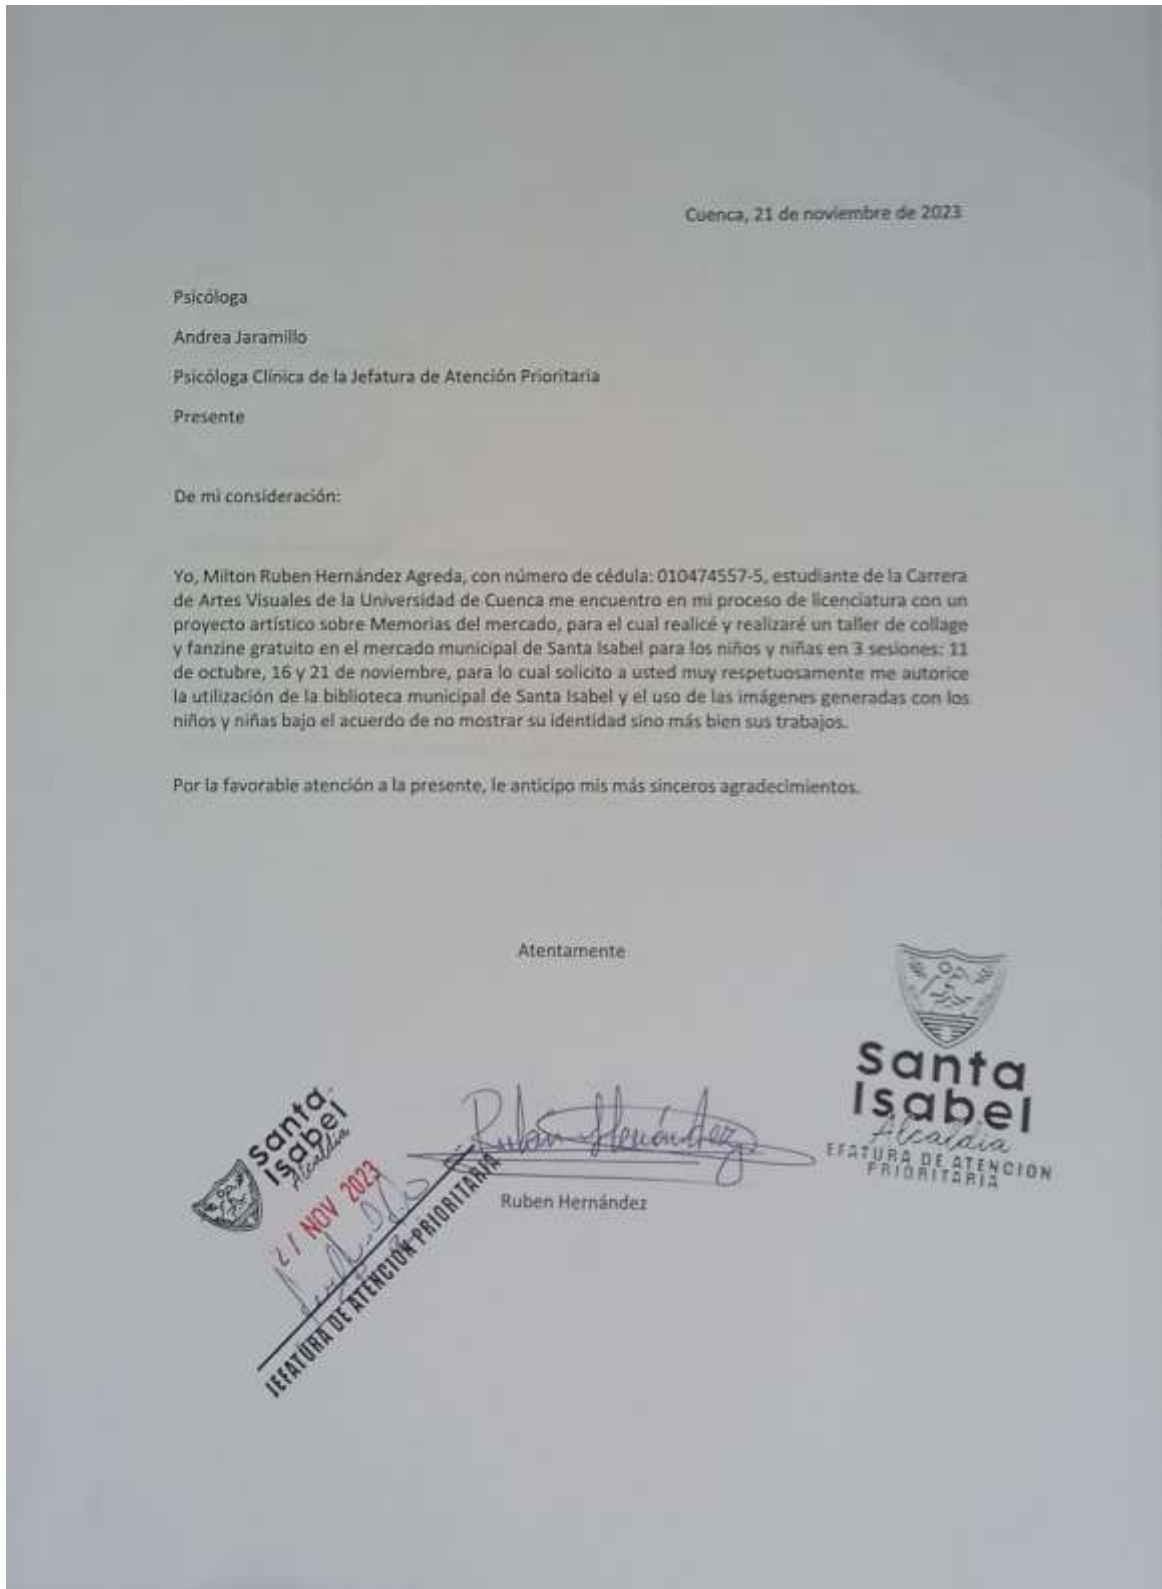 Cuenca, 21 de noviembre de 2023
Psicóloga
Andrea Jaramillo
Psicóloga Clínica de la Jefatura de Atención Prioritaria
Presente
De mi consideración:
Yo, Milton Ruben Hernández Agreda, con número de cédula: 010474557-5, estudiante de la Carrera
de Artes Visuales de la Universidad de Cuenca me encuentro en mi proceso de licenciatura con un
proyecto artístico sobre Memorias del mercado, para el cual realicé y realizaré un taller de collage
y fanzine gratuito en el mercado municipal de Santa Isabel para los niños y niñas en 3 sesiones: 11
de octubre, 16 y 21 de noviembre, para lo cual solicito a usted muy respetuosamente me autorice
la utilización de la biblioteca municipal de Santa Isabel y el uso de las imágenes generadas con los
niños y niñas bajo el acuerdo de no mostrar su identidad sino más bien sus trabajos.
Por la favorable atención a la presente, le anticipo mis más sinceros agradecimientos.
Atentamente
Santa
Isabel
Alcaldía
EFATURA DE ATENCION
PRIORITARIA
Santa
Isabel
Alcaldía
21 NOV 2023
JEFATURA DE ATENCIÓN PRIORITARIA
Rubén Hernández
Ruben Hernández